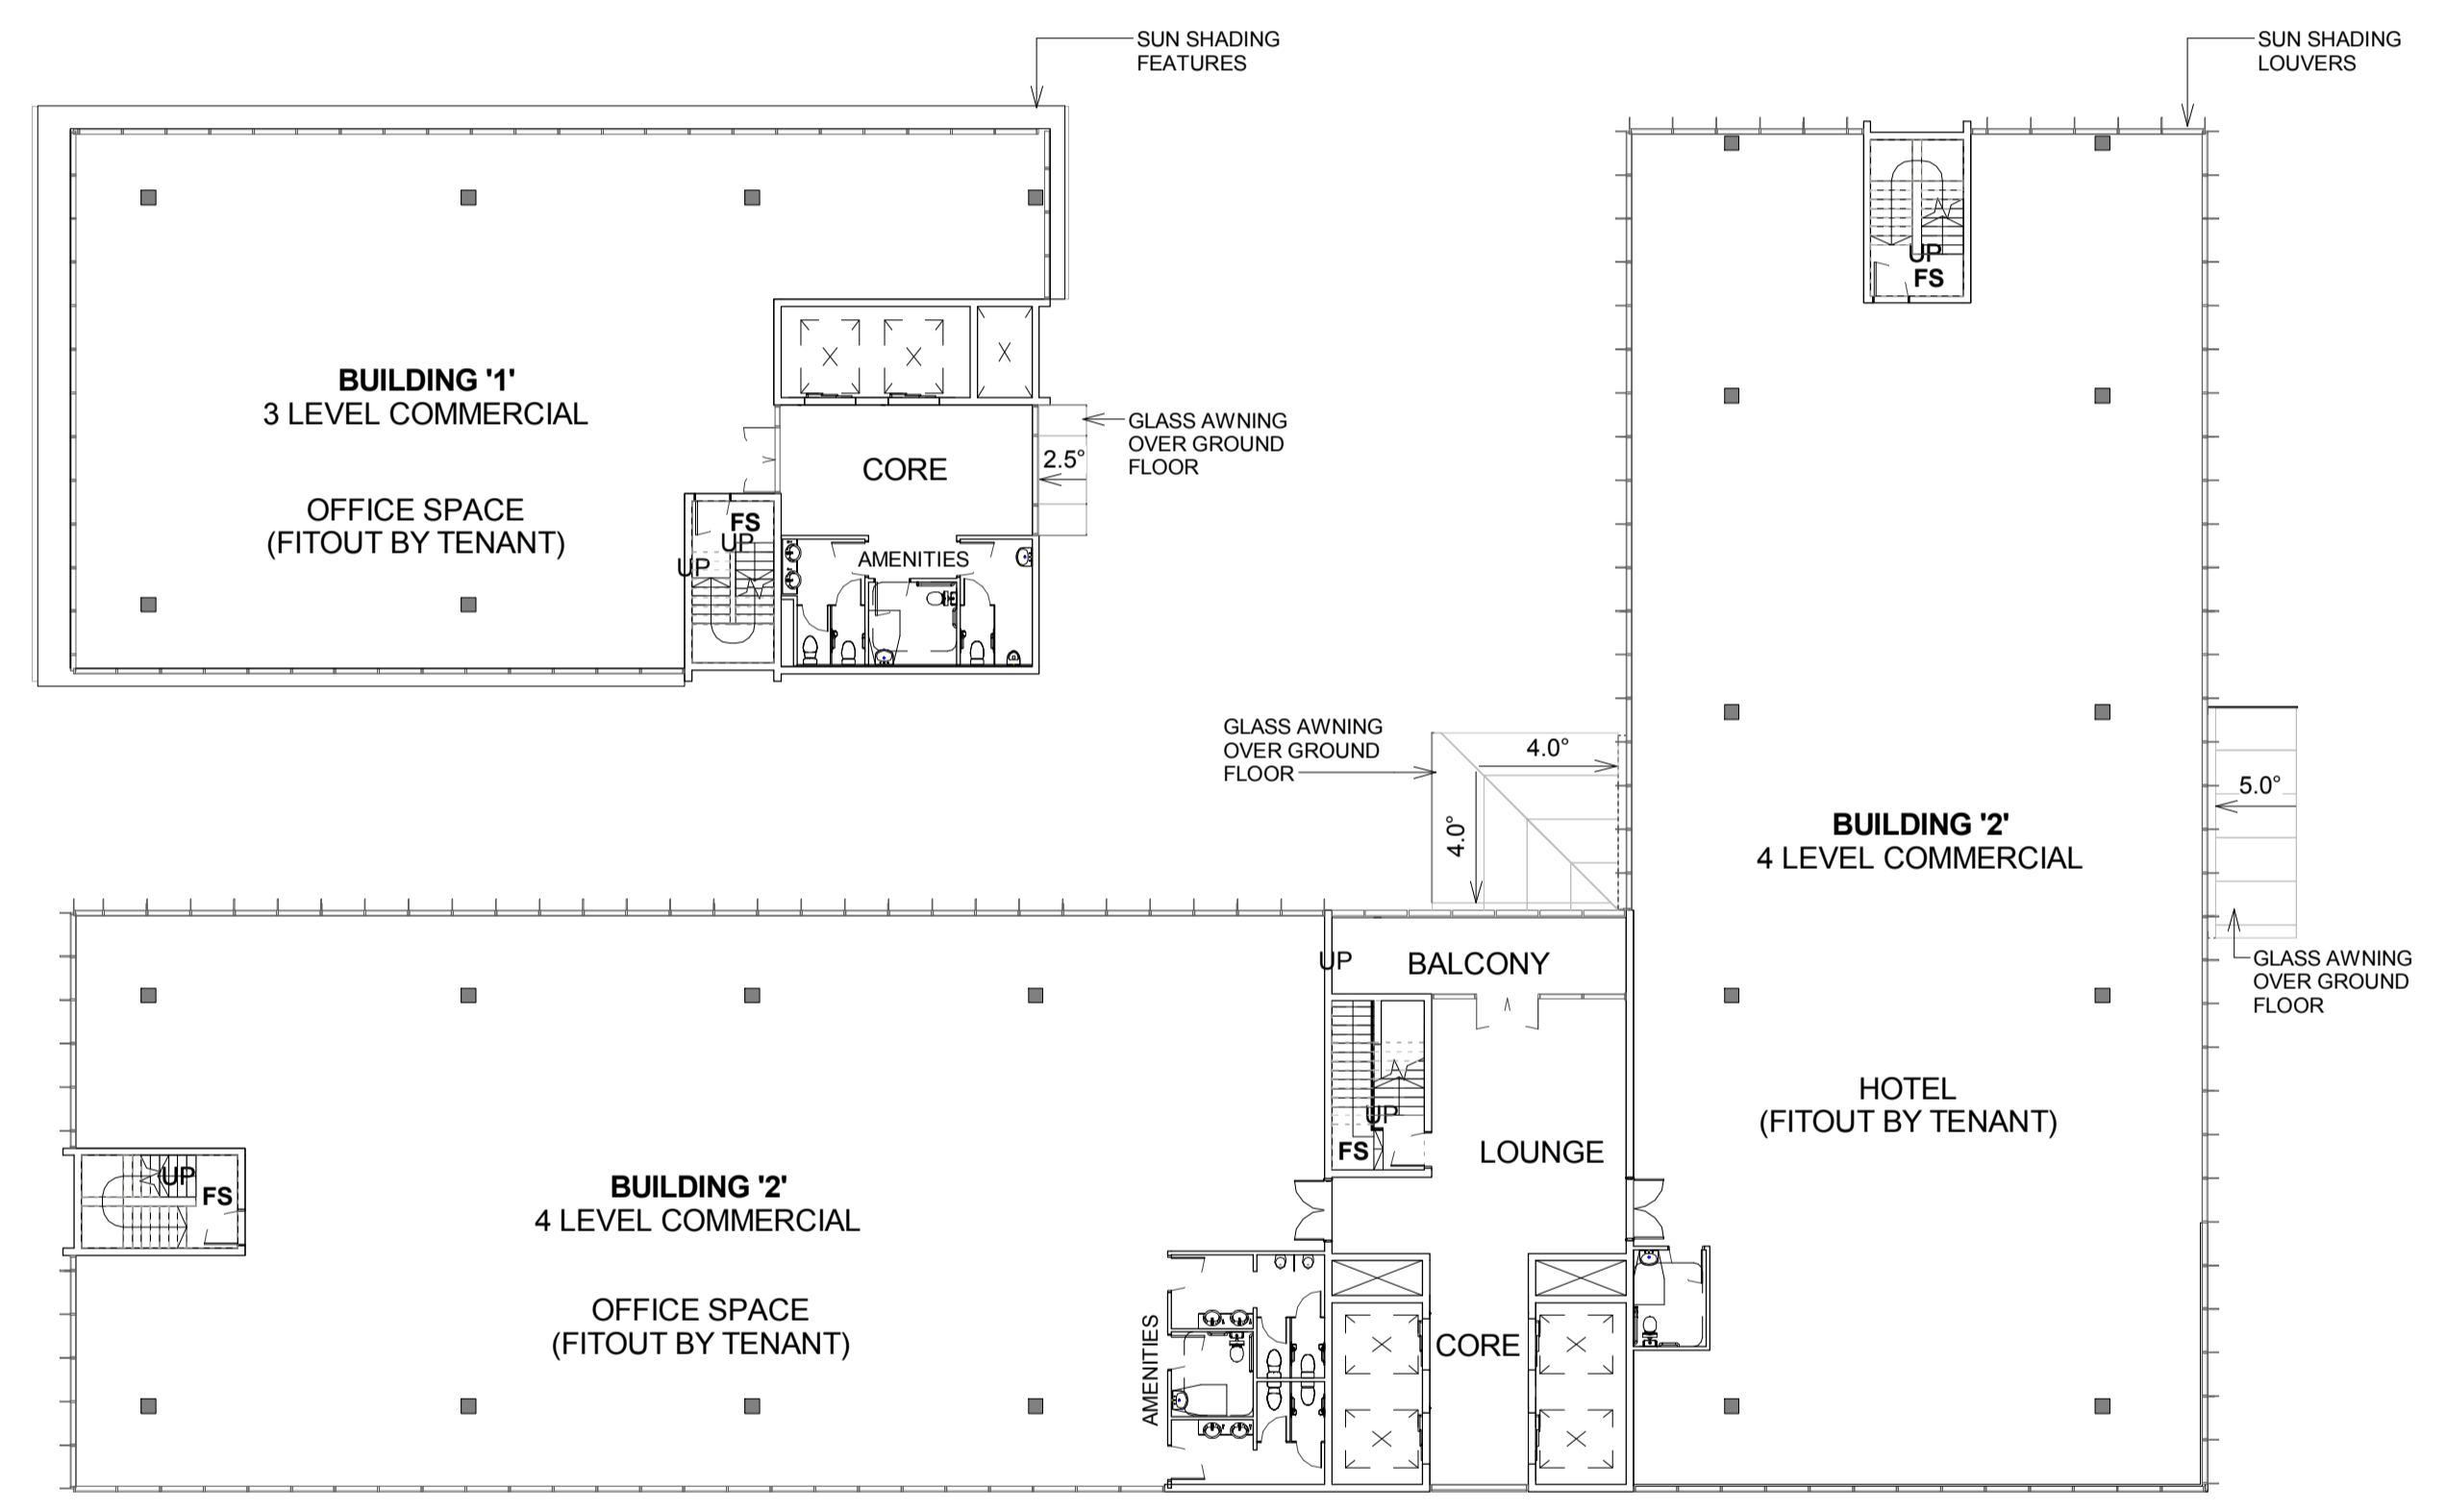 SUN SHADING
FEATURES
SUN SHADING
LOUVERS
BUILDING '1'
3 LEVEL COMMERCIAL
OFFICE SPACE
(FITOUT BY TENANT)
CORE
2.5°
GLASS AWNING
OVER GROUND
FLOOR
FS
UP
UP
AMENITIES
UP
FS
GLASS AWNING
OVER GROUND
FLOOR
4.0°
4.0°
BUILDING '2'
4 LEVEL COMMERCIAL
5.0°
GLASS AWNING
OVER GROUND
FLOOR
HOTEL
(FITOUT BY TENANT)
UP
BALCONY
UP
FS
LOUNGE
UP
FS
BUILDING '2'
4 LEVEL COMMERCIAL
OFFICE SPACE
(FITOUT BY TENANT)
AMENITIES
CORE